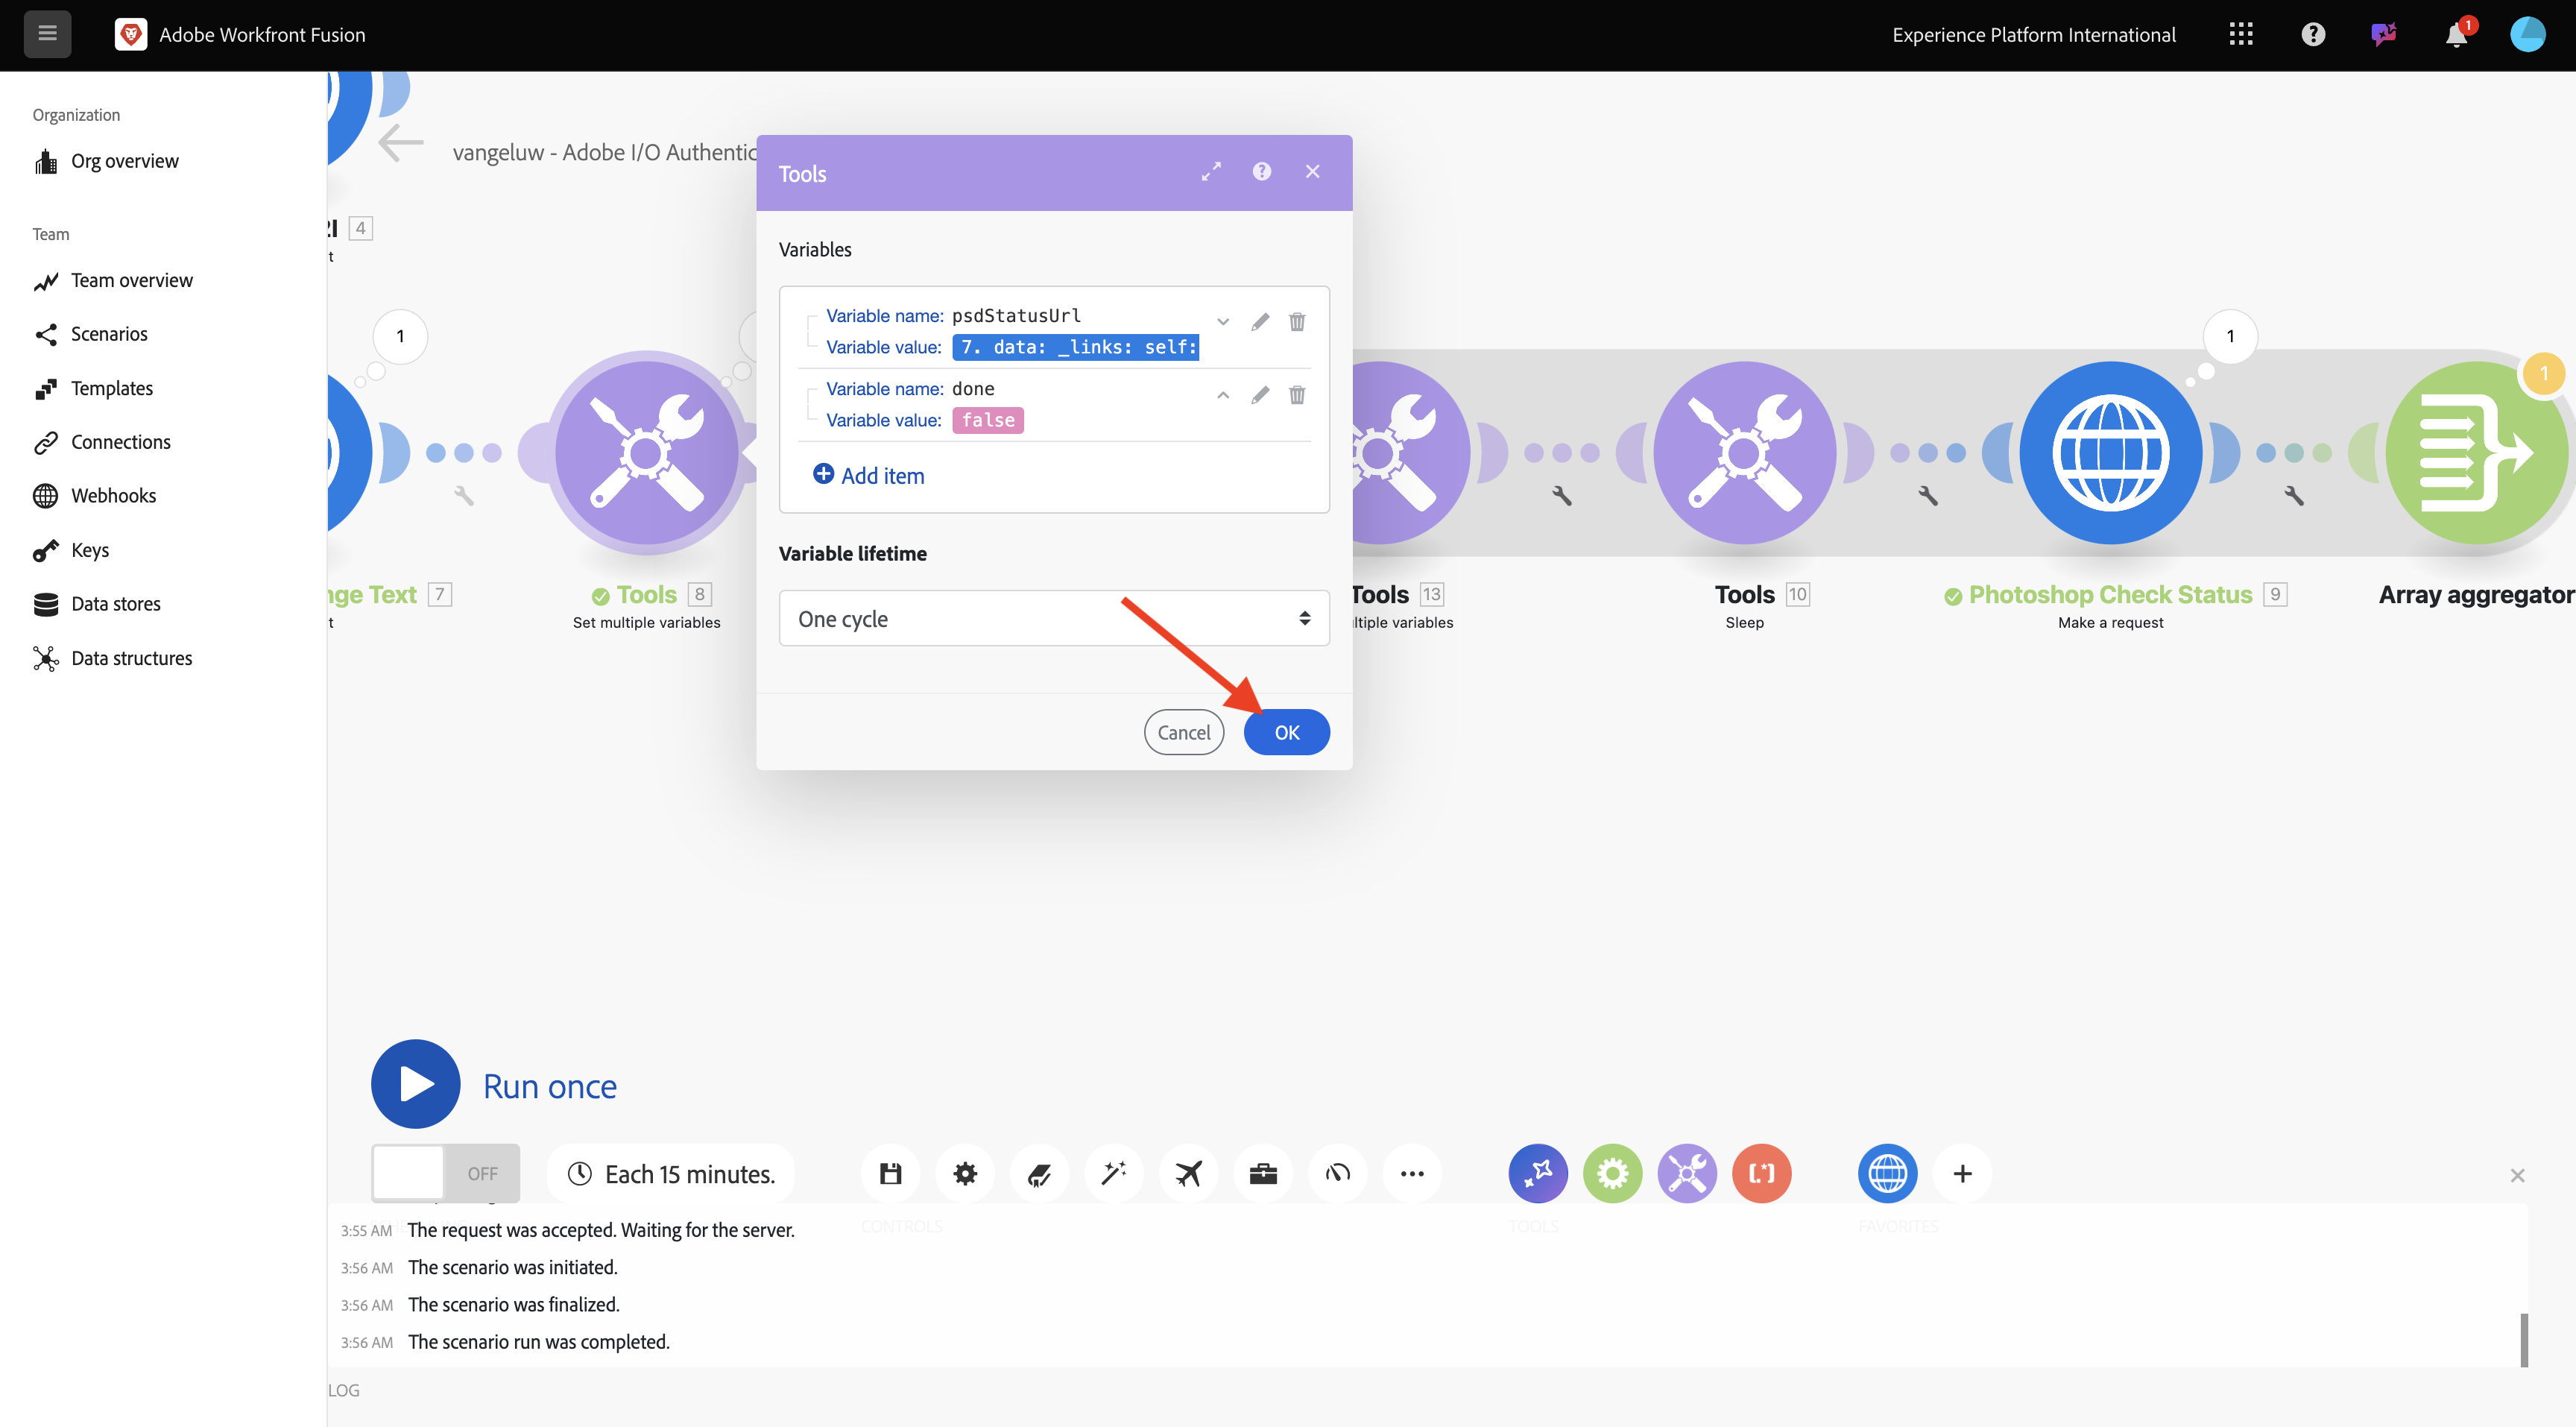 Adobe Workfront Fusion
Experience Platform International
1
Organization
Org overview
Team
Team overview
Scenarios
Templates
Connections
Webhooks
Keys
Data stores
Data structures
vangeluw - Adobe I/O Authentic
4
t
1
nge Text 7
t
Tools 8
Set multiple variables
Tools
Variables
Variable name: psdStatusUrl
Variable value: 7. data: _links: self:
Variable name: done
Variable value: false
Add item
Variable lifetime
One cycle
Cancel
OK
Tools 13
ltiple variables
Tools 10
Sleep
1
Photoshop Check Status 9
Make a request
1
Array aggregator
Run once
OFF
Each 15 minutes.
CONTROLS
TOOLS
FAVORITES
3:55 AM The request was accepted. Waiting for the server.
3:56 AM The scenario was initiated.
3:56 AM The scenario was finalized.
3:56 AM The scenario run was completed.
LOG